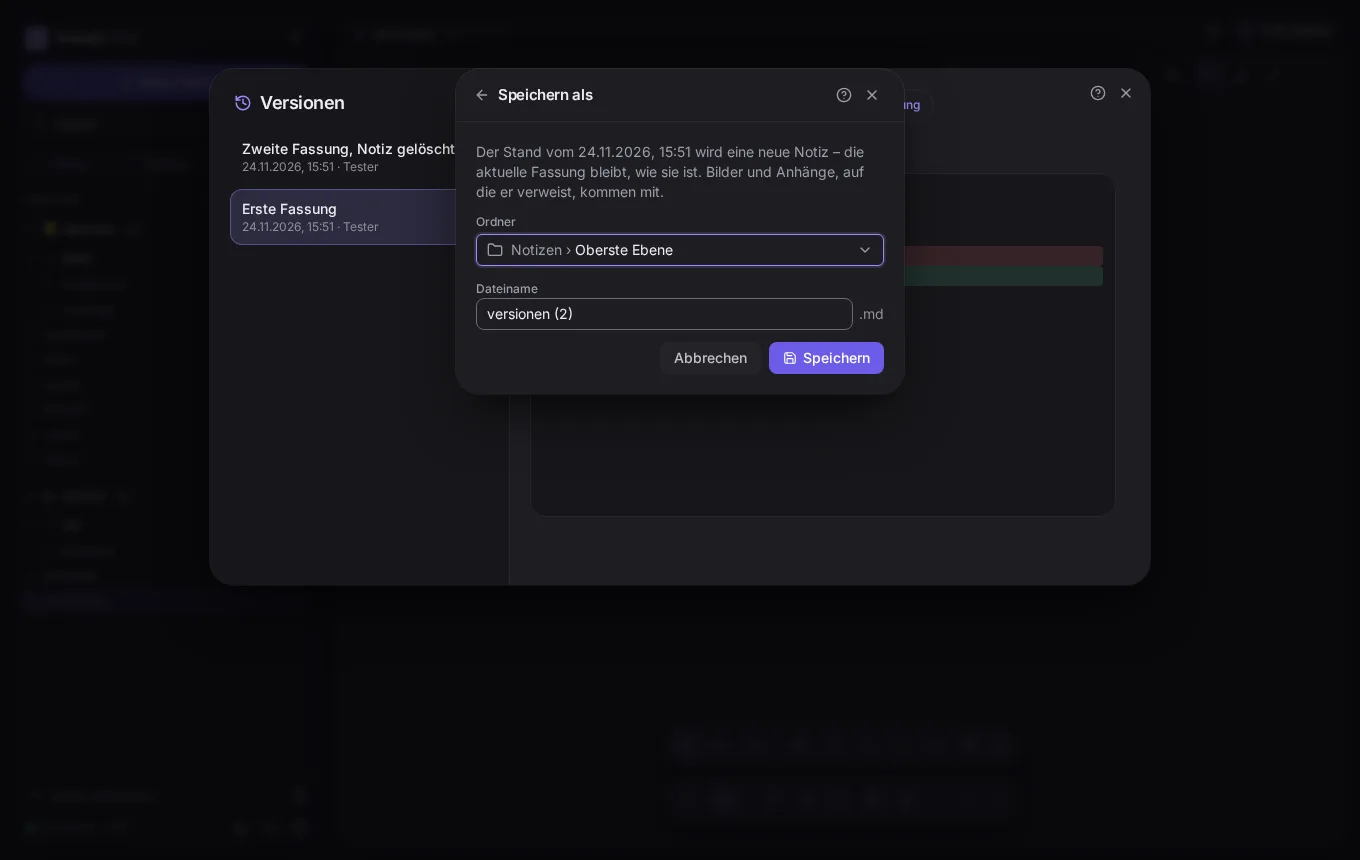 Versionen
Zweite Fassung, Notiz gelöscht
24.11.2026, 15:51 · Tester
Erste Fassung
24.11.2026, 15:51 · Tester
Speichern als
Der Stand vom 24.11.2026, 15:51 wird eine neue Notiz – die
aktuelle Fassung bleibt, wie sie ist. Bilder und Anhänge, auf
die er verweist, kommen mit.
Ordner
Notizen › Oberste Ebene
Dateiname
versionen (2)
.md
Abbrechen
Speichern
ung